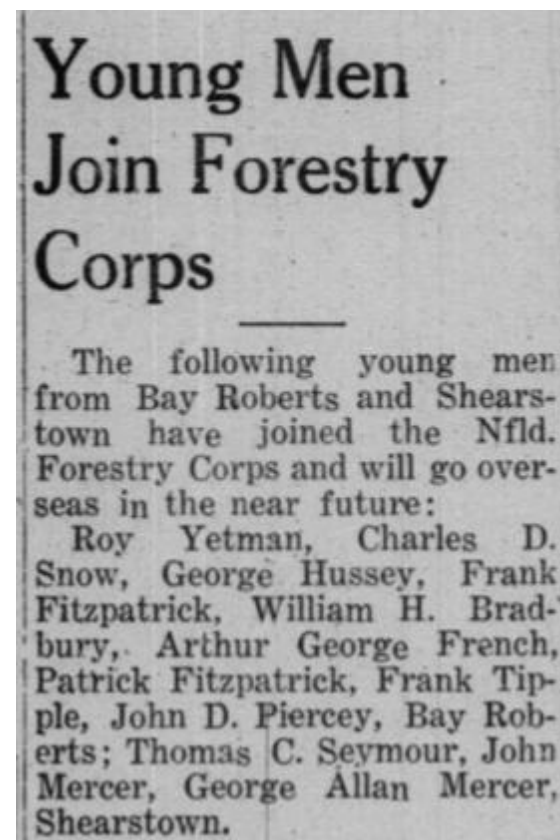 Young Men
Join Forestry
Corps
The following young men
from Bay Roberts and Shears-
town have joined the Nfld.
Forestry Corps and will go over-
seas in the near future:
Roy Yetman, Charles D.
Snow, George Hussey, Frank
Fitzpatrick, William H. Brad-
bury, Arthur George French,
Patrick Fitzpatrick, Frank Tip-
ple, John D. Piercey, Bay Rob-
erts; Thomas C. Seymour, John
Mercer, George Allan Mercer,
Shearstown.